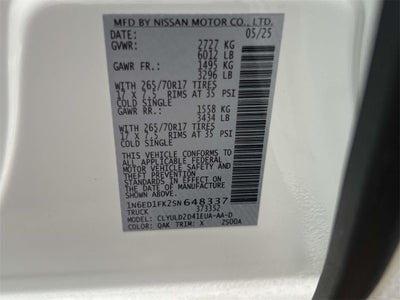 MFD BY NISSAN MOTOR CO., LTD.
DATE: 05/25
GVWR: 2727 KG
6012 LB
GAWR FR.: 1495 KG
3296 LB
WITH 265/70R17 TIRES
17 X 7.5 RIMS AT 35 PSI
COLD SINGLE
GAWR RR.: 1558 KG
3434 LB
WITH 265/70R17 TIRES
17 X 7.5 RIMS AT 35 PSI
COLD SINGLE
THIS VEHICLE CONFORMS TO ALL
APPLICABLE FEDERAL
MOTOR VEHICLE SAFETY
STANDARDS IN EFFECT ON THE
DATE OF MANUFACTURE
SHOWN ABOVE.
1N6ED1FK2SN648337
TRUCK 373352
MODEL: CLYULD2D41EUA-AA-D
COLOR: QAK TRIM: X Z500A